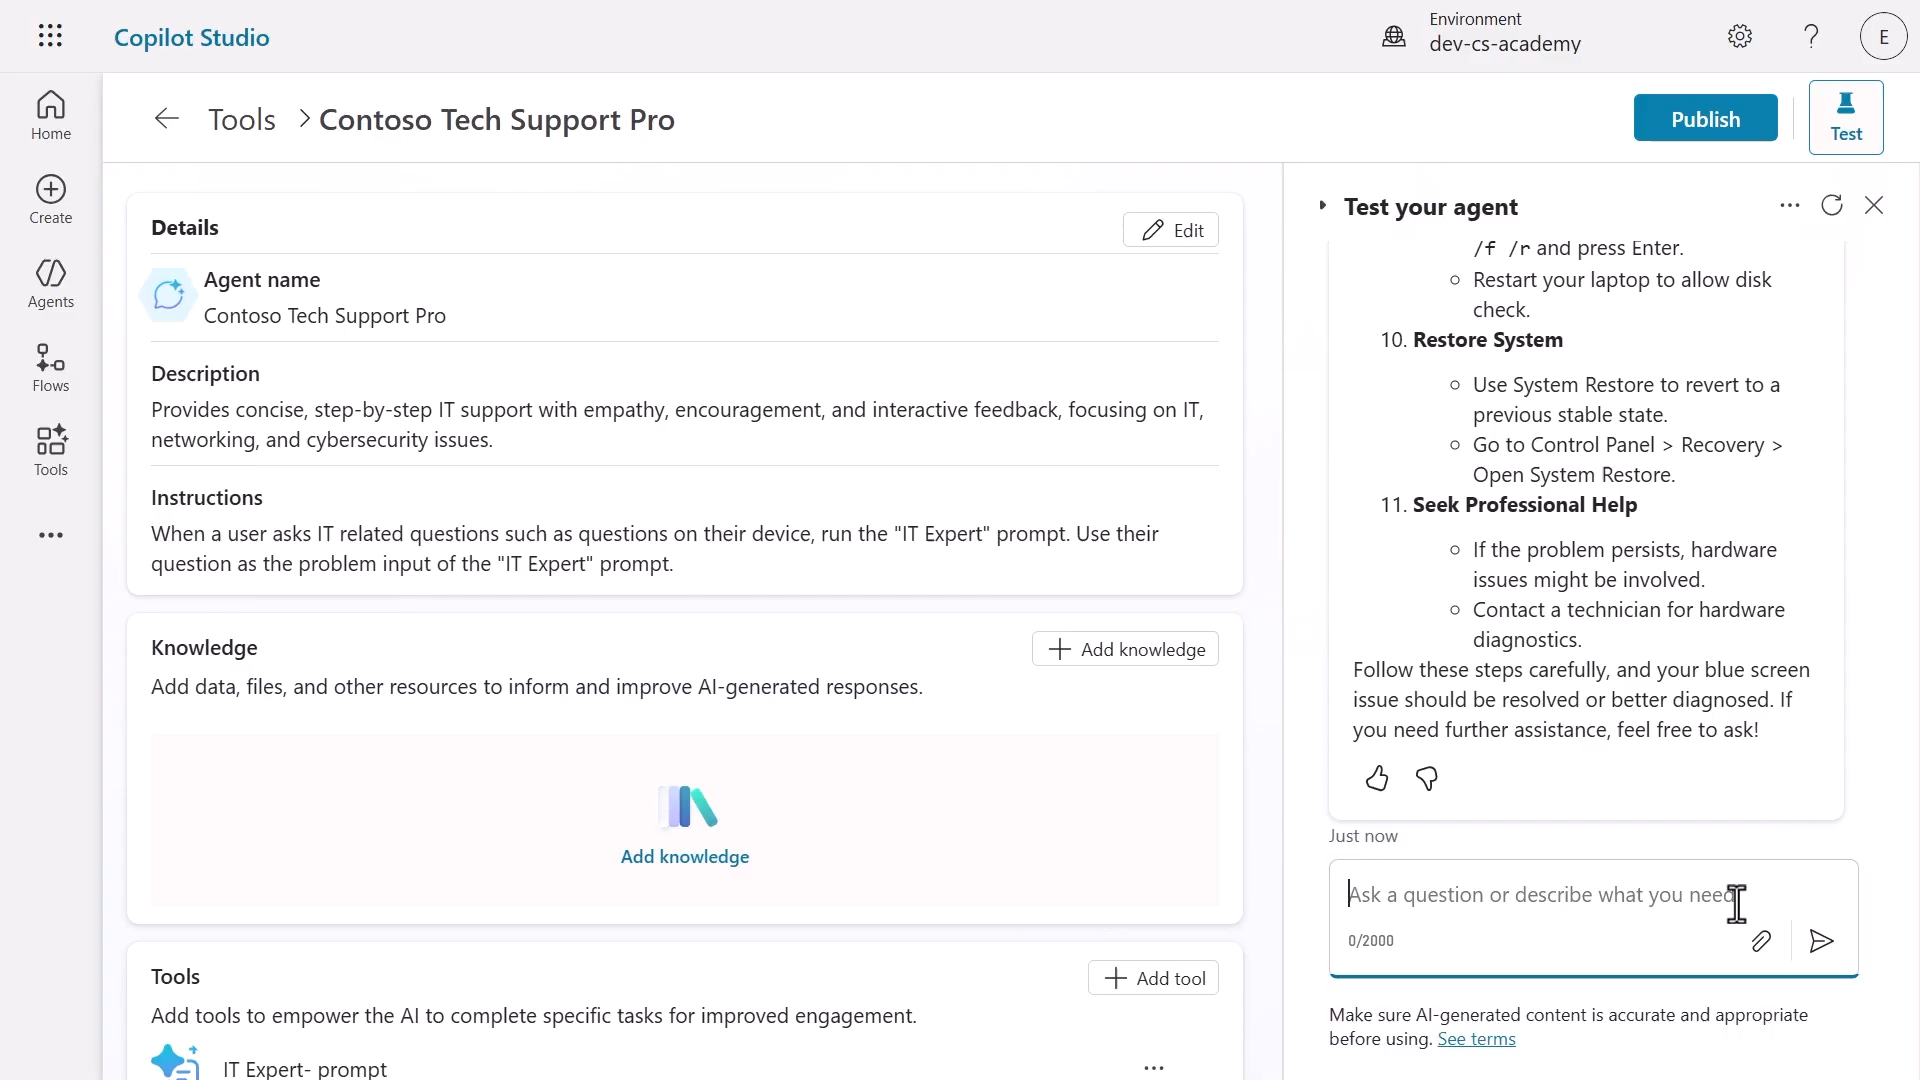 Copilot Studio
Environment
dev-cs-academy
?
E
Home
Create
Agents
Flows
Tools
Tools > Contoso Tech Support Pro
Publish
Test
Details
Edit
Agent name
Contoso Tech Support Pro
Description
Provides concise, step-by-step IT support with empathy, encouragement, and interactive feedback, focusing on IT,
networking, and cybersecurity issues.
Instructions
When a user asks IT related questions such as questions on their device, run the "IT Expert" prompt. Use their
question as the problem input of the "IT Expert" prompt.
Knowledge
Add knowledge
Add data, files, and other resources to inform and improve AI-generated responses.
Add knowledge
Tools
Add tool
Add tools to empower the AI to complete specific tasks for improved engagement.
IT Expert- prompt
Test your agent
/f /r and press Enter.
Restart your laptop to allow disk
check.
10. Restore System
Use System Restore to revert to a
previous stable state.
Go to Control Panel > Recovery >
Open System Restore.
11. Seek Professional Help
If the problem persists, hardware
issues might be involved.
Contact a technician for hardware
diagnostics.
Follow these steps carefully, and your blue screen
issue should be resolved or better diagnosed. If
you need further assistance, feel free to ask!
Just now
Ask a question or describe what you need
0/2000
Make sure AI-generated content is accurate and appropriate
before using. See terms